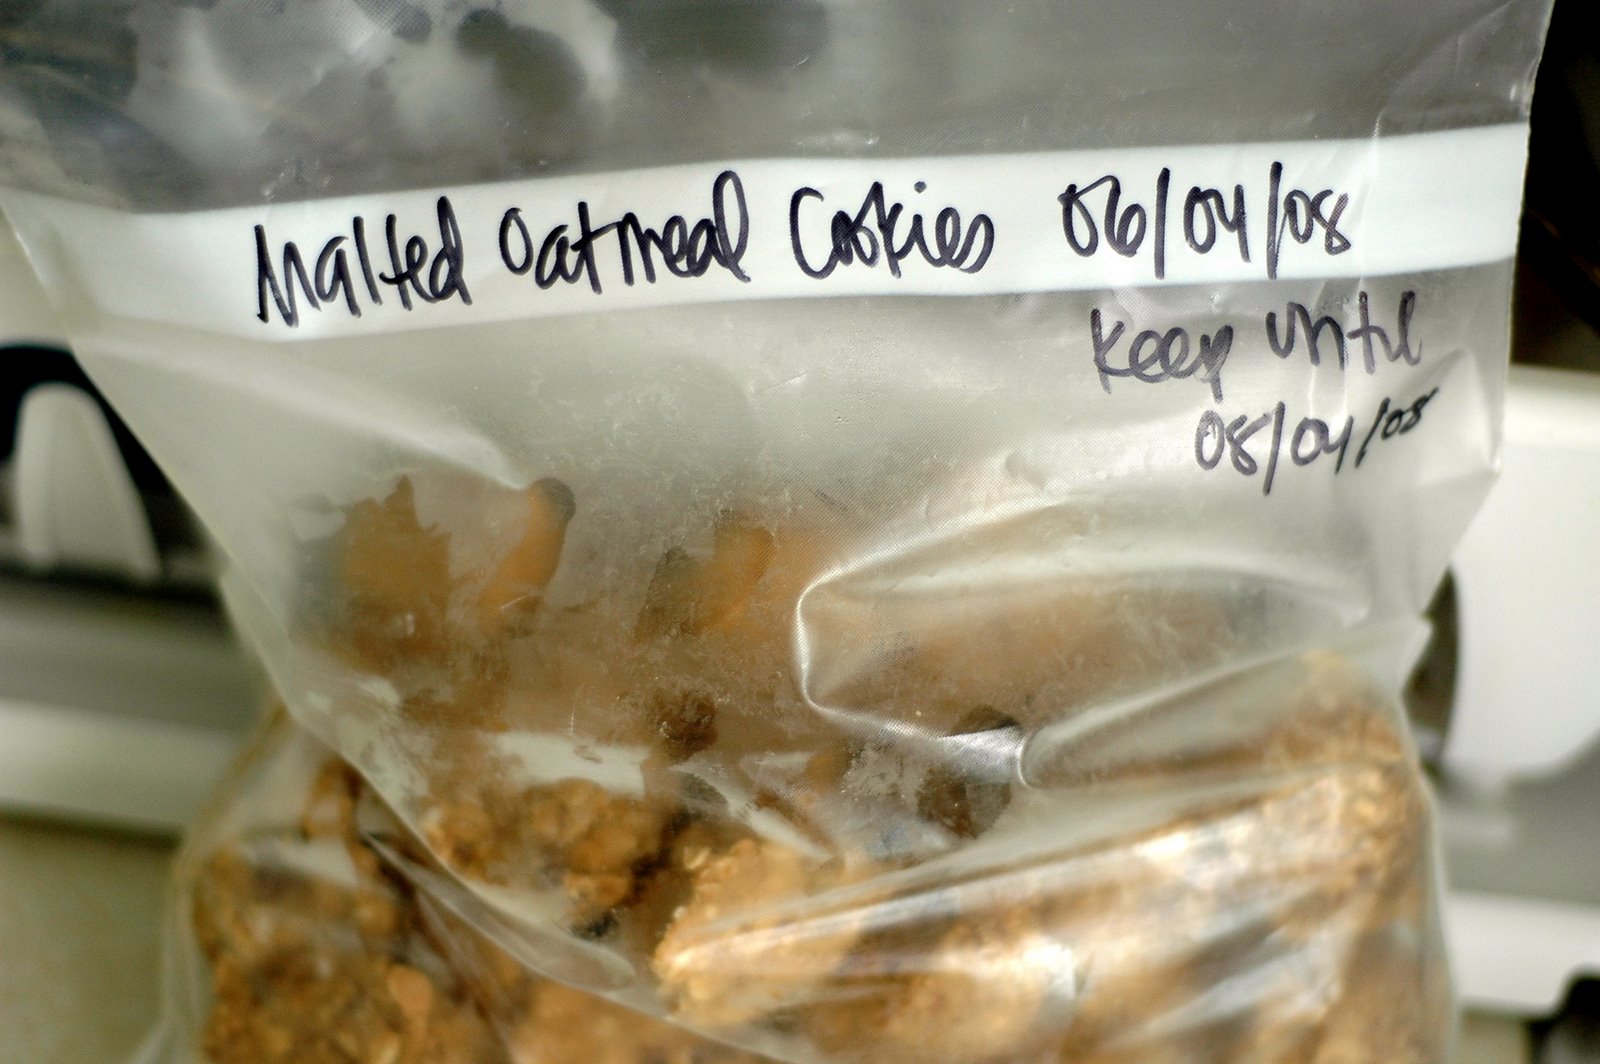 Malted Oatmeal Cookies 06/04/08
Keep Until
08/04/08